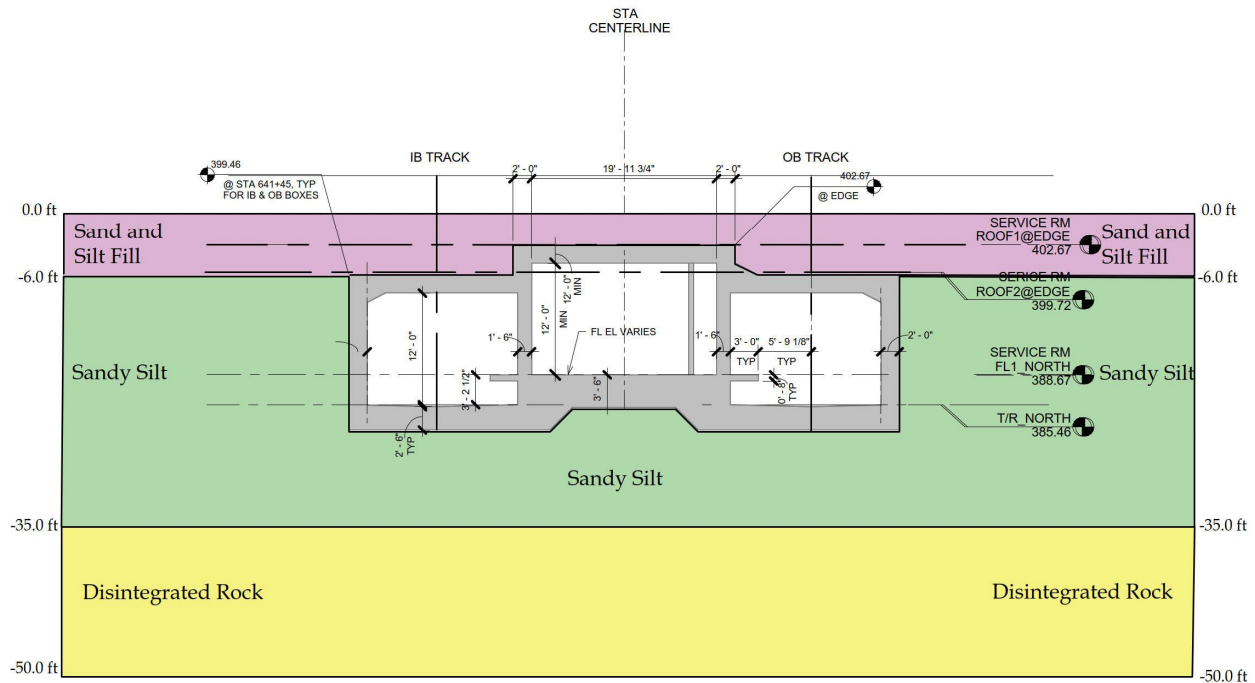 STA
CENTERLINE
IB TRACK
OB TRACK
399.46
@ STA 641+45, TYP
FOR IB & OB BOXES
2' - 0"
19' - 11 3/4"
2' - 0"
402.67
@ EDGE
0.0 ft
0.0 ft
Sand and
Silt Fill
SERVICE RM
ROOF1@EDGE
402.67
Sand and
Silt Fill
-6.0 ft
-6.0 ft
SERICE RM
ROOF2@EDGE
399.72
12' - 0"
MIN
12' - 0"
MIN
12' - 0"
FL EL VARIES
1' - 6"
1' - 6"
3' - 0"
TYP
5' - 9 1/8"
TYP
2' - 0"
Sandy Silt
SERVICE RM
FL1_NORTH
388.67
Sandy Silt
3' - 2 1/2"
3' - 6"
0' - 8"
TYP
T/R_NORTH
385.46
2' - 6"
TYP
Sandy Silt
-35.0 ft
-35.0 ft
Disintegrated Rock
Disintegrated Rock
-50.0 ft
-50.0 ft